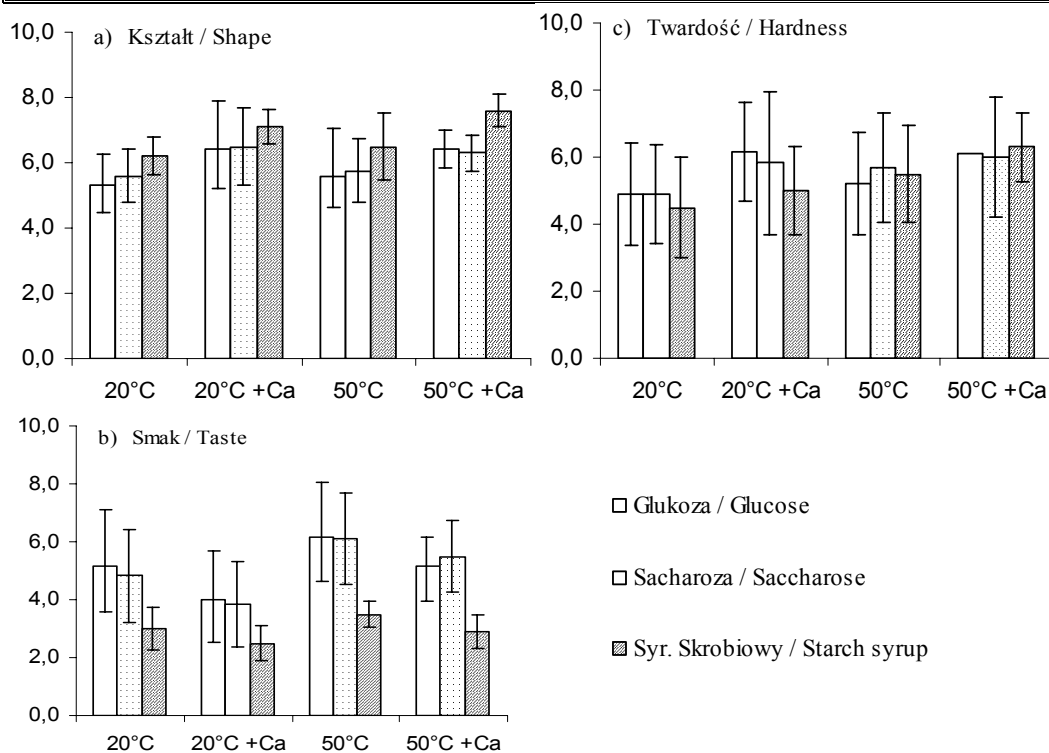 a) Kształt / Shape
10,0
8,0
6,0
4,0
2,0
0,0
20°C 20°C +Ca 50°C 50°C +Ca
c) Twardość / Hardness
10,0
8,0
6,0
4,0
2,0
0,0
20°C 20°C +Ca 50°C 50°C +Ca
b) Smak / Taste
10,0
8,0
6,0
4,0
2,0
0,0
20°C 20°C +Ca 50°C 50°C +Ca
Glukoza / Glucose
Sacharoza / Saccharose
Syr. Skrobiowy / Starch syrup